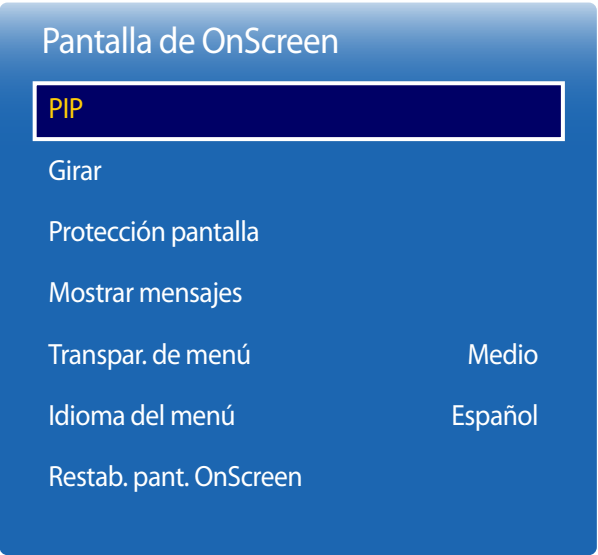 Pantalla de OnScreen
PIP
Girar
Protección pantalla
Mostrar mensajes
Transpar. de menú Medio
Idioma del menú Español
Restab. pant. OnScreen